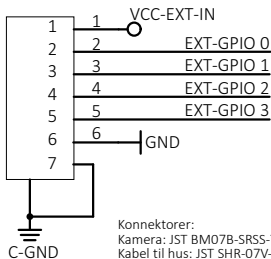 VCC-EXT-IN
1 1
2 2 EXT-GPIO 0
3 3 EXT-GPIO 1
4 4 EXT-GPIO 2
5 5 EXT-GPIO 3
6 6 GND
7
C-GND
Konnektorer:
Kamera: JST BM07B-SRSS-
Kabel til hus: JST SHR-07V-